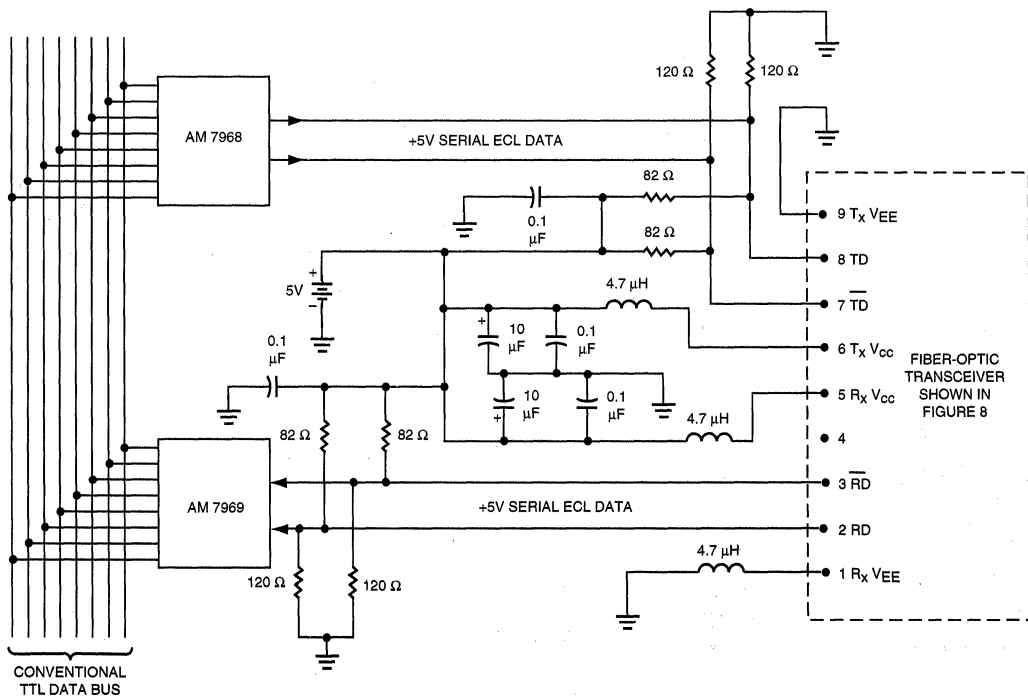 120 Ω
120 Ω
AM 7968
+5V SERIAL ECL DATA
82 Ω
0.1
µF
82 Ω
9 TX VEE
8 TD
+
5V
−
4.7 µH
7 T̅D̅
+
10
µF
0.1
µF
6 TX VCC
FIBER-OPTIC
TRANSCEIVER
SHOWN IN
FIGURE 8
0.1
µF
5 RX VCC
10
µF
+
0.1
µF
4.7 µH
4
82 Ω
82 Ω
3 R̅D̅
AM 7969
+5V SERIAL ECL DATA
2 RD
120 Ω
120 Ω
4.7 µH
1 RX VEE
CONVENTIONAL
TTL DATA BUS